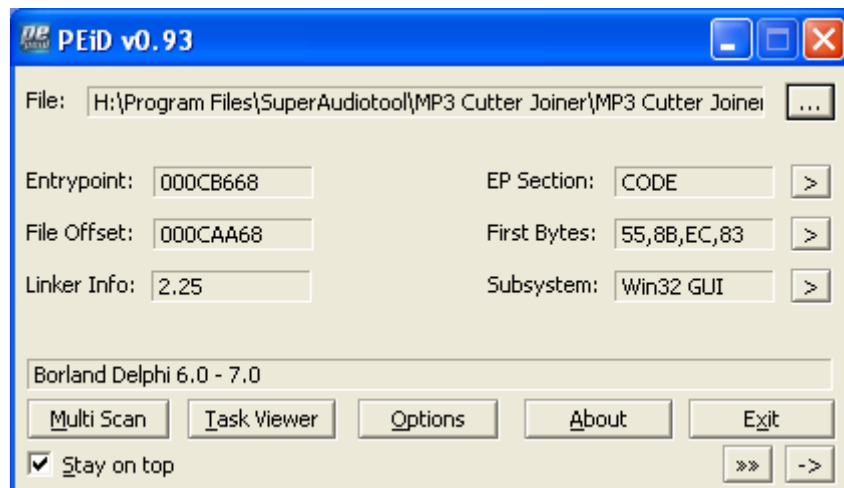 PEiD v0.93
File: H:\Program Files\SuperAudiotool\MP3 Cutter Joiner\MP3 Cutter Joiner ...
Entrypoint: 000CB668 EP Section: CODE >
File Offset: 000CAA68 First Bytes: 55,8B,EC,83 >
Linker Info: 2.25 Subsystem: Win32 GUI >
Borland Delphi 6.0 - 7.0
Multi Scan Task Viewer Options About Exit
Stay on top »» ->